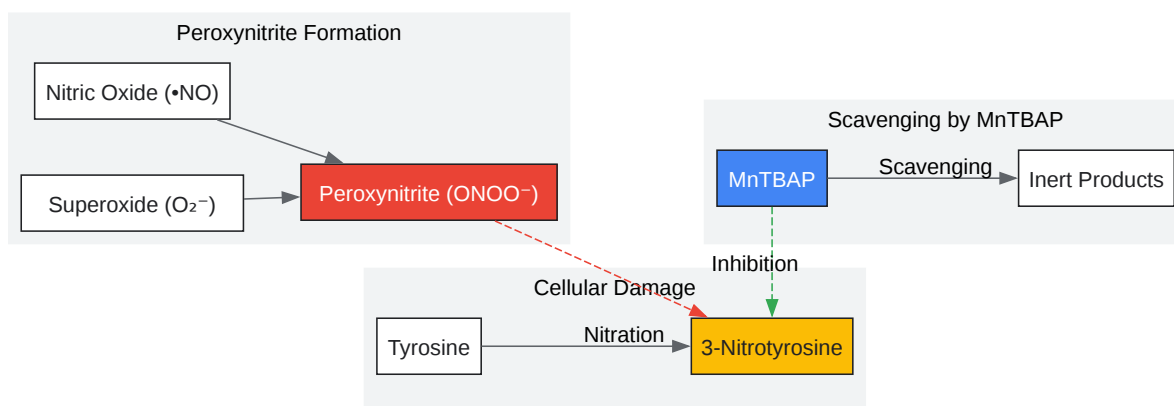 Peroxynitrite Formation
Nitric Oxide (•NO)
Superoxide (O₂⁻)
Peroxynitrite (ONOO⁻)
Scavenging by MnTBAP
MnTBAP
Scavenging
Inert Products
Inhibition
Cellular Damage
Tyrosine
Nitration
3-Nitrotyrosine